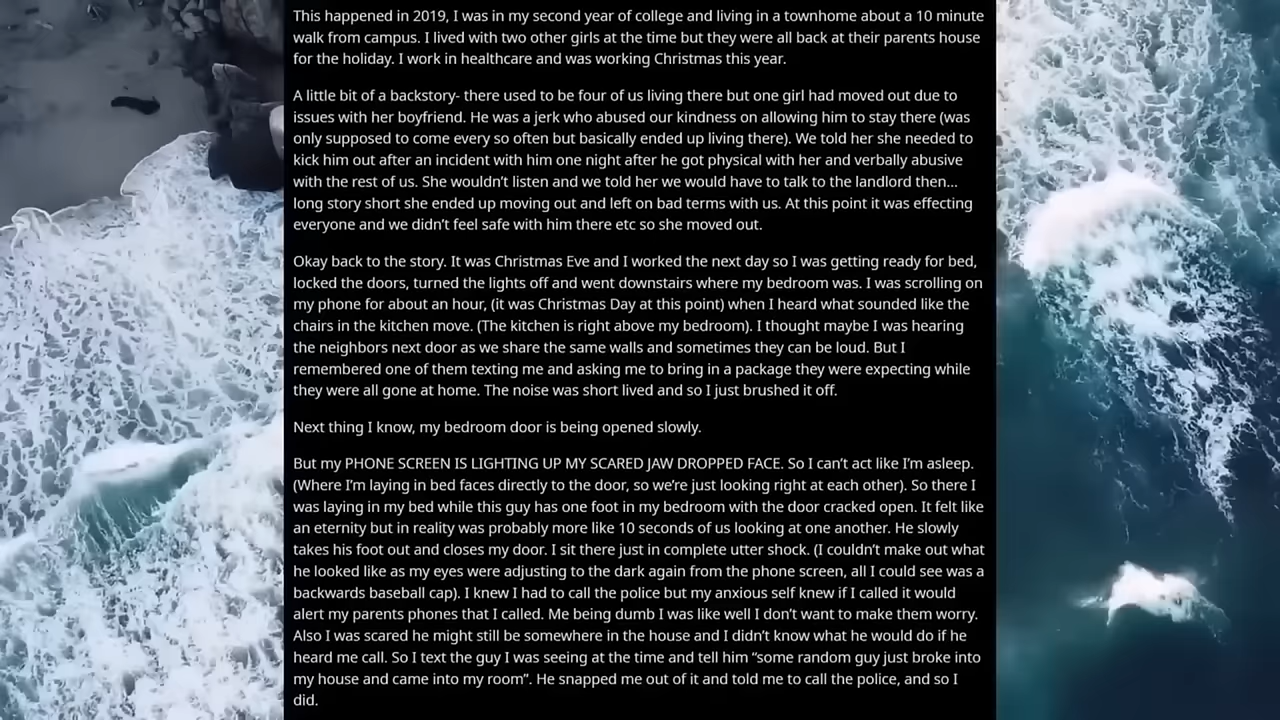 This happened in 2019, I was in my second year of college and living in a townhome about a 10 minute
walk from campus. I lived with two other girls at the time but they were all back at their parents house
for the holiday. I work in healthcare and was working Christmas this year.
A little bit of a backstory- there used to be four of us living there but one girl had moved out due to
issues with her boyfriend. He was a jerk who abused our kindness on allowing him to stay there (was
only supposed to come every so often but basically ended up living there). We told her she needed to
kick him out after an incident with him one night after he got physical with her and verbally abusive
with the rest of us. She wouldn’t listen and we told her we would have to talk to the landlord then...
long story short she ended up moving out and left on bad terms with us. At this point it was effecting
everyone and we didn’t feel safe with him there etc so she moved out.
Okay back to the story. It was Christmas Eve and I worked the next day so I was getting ready for bed,
locked the doors, turned the lights off and went downstairs where my bedroom was. I was scrolling on
my phone for about an hour, (it was Christmas Day at this point) when I heard what sounded like the
chairs in the kitchen move. (The kitchen is right above my bedroom). I thought maybe I was hearing
the neighbors next door as we share the same walls and sometimes they can be loud. But I
remembered one of them texting me and asking me to bring in a package they were expecting while
they were all gone at home. The noise was short lived and so I just brushed it off.
Next thing I know, my bedroom door is being opened slowly.
But my PHONE SCREEN IS LIGHTING UP MY SCARED JAW DROPPED FACE. So I can’t act like I’m asleep.
(Where I’m laying in bed faces directly to the door, so we’re just looking right at each other). So there I
was laying in my bed while this guy has one foot in my bedroom with the door cracked open. It felt like
an eternity but in reality was probably more like 10 seconds of us looking at one another. He slowly
takes his foot out and closes my door. I sit there just in complete utter shock. (I couldn’t make out what
he looked like as my eyes were adjusting to the dark again from the phone screen, all I could see was a
backwards baseball cap). I knew I had to call the police but my anxious self knew if I called it would
alert my parents phones that I called. Me being dumb I was like well I don’t want to make them worry.
Also I was scared he might still be somewhere in the house and I didn’t know what he would do if he
heard me call. So I text the guy I was seeing at the time and tell him “some random guy just broke into
my house and came into my room”. He snapped me out of it and told me to call the police, and so I
did.